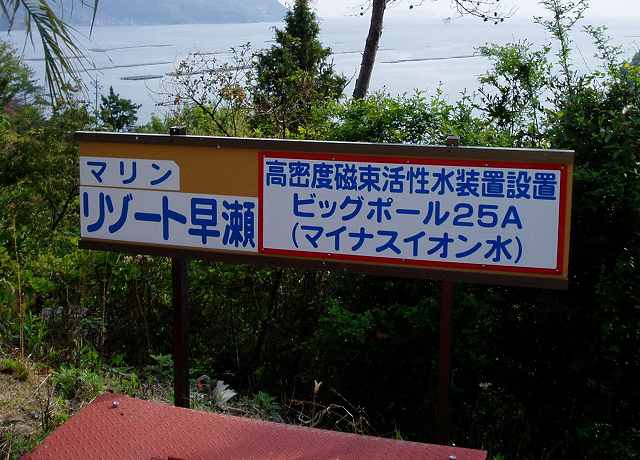 マリン
リゾート早瀬
高密度磁束活性水装置設置
ビッグポール25A
(マイナスイオン水)